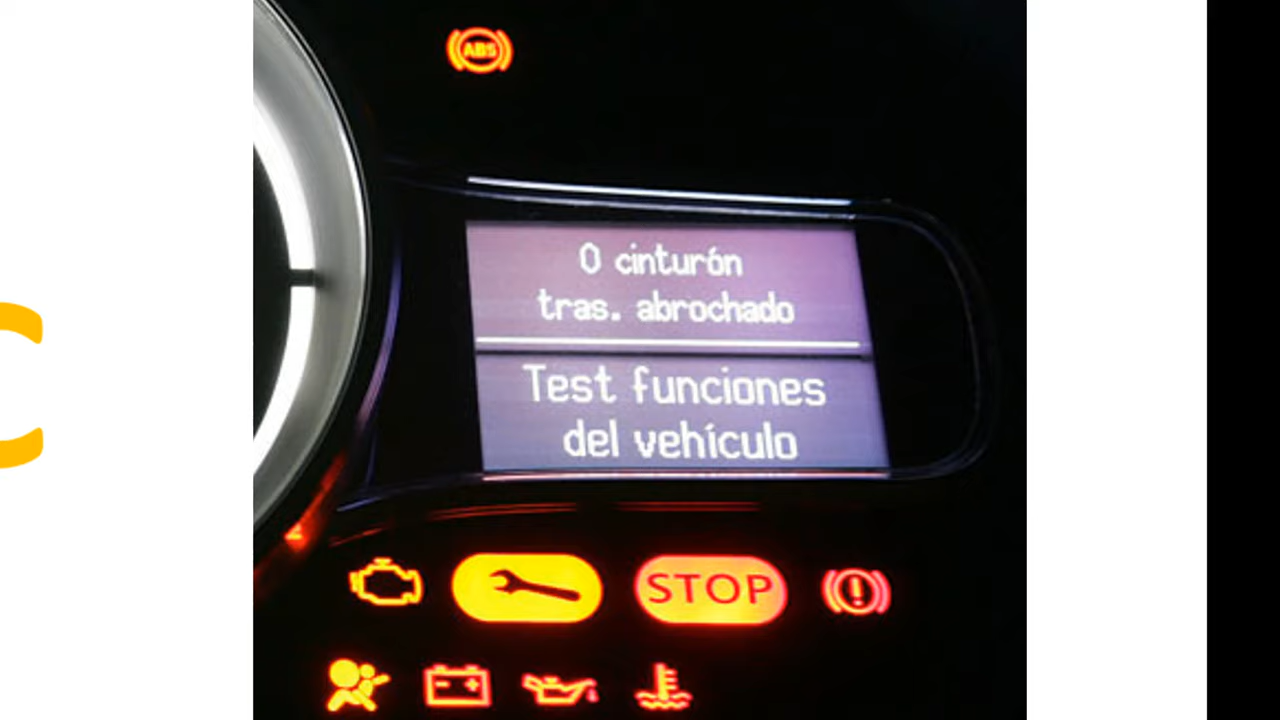 ABS
0 cinturón
tras. abrochado
Test funciones
del vehículo
STOP